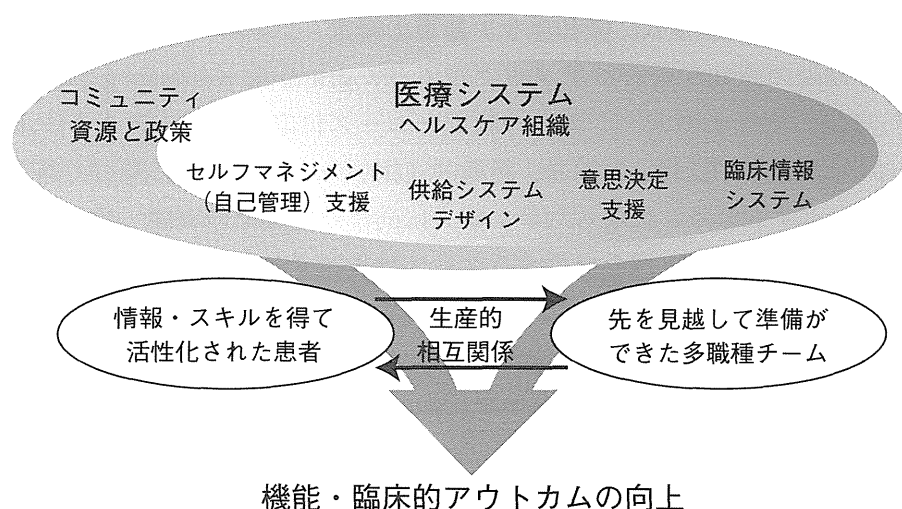 コミュニティ
資源と政策
医療システム
ヘルスケア組織
セルフマネジメント
（自己管理）支援
供給システム
デザイン
意思決定
支援
臨床情報
システム
情報・スキルを得て
活性化された患者
生産的
相互関係
先を見越して準備が
できた多職種チーム
機能・臨床的アウトカムの向上